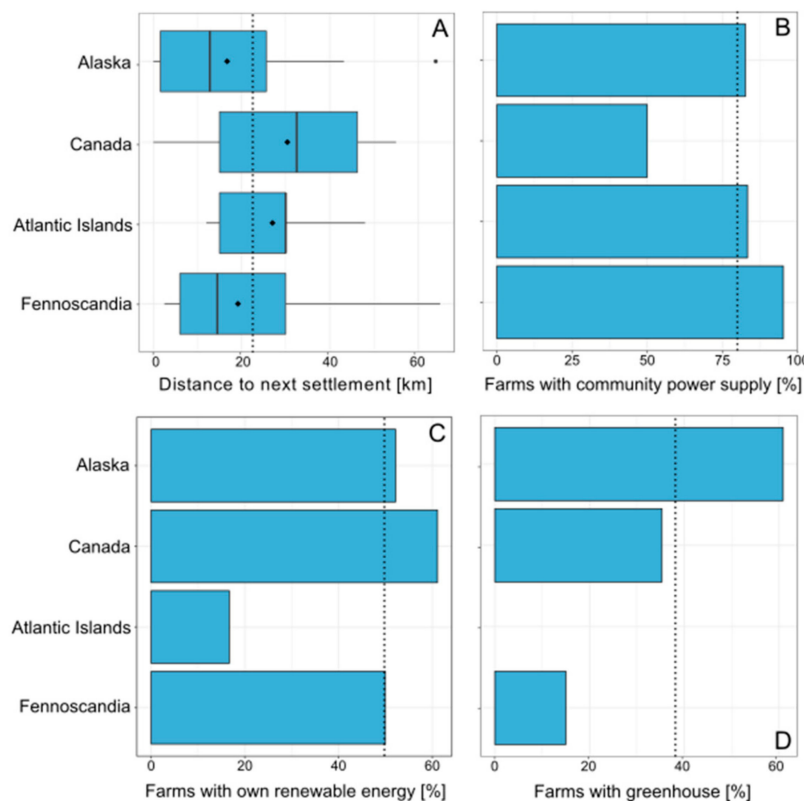 A
B
Alaska
Canada
Atlantic Islands
Fennoscandia
0 20 40 60
0 25 50 75 100
Distance to next settlement [km]
Farms with community power supply [%]
C
Alaska
Canada
Atlantic Islands
Fennoscandia
D
0 20 40 60
0 20 40 60
Farms with own renewable energy [%]
Farms with greenhouse [%]